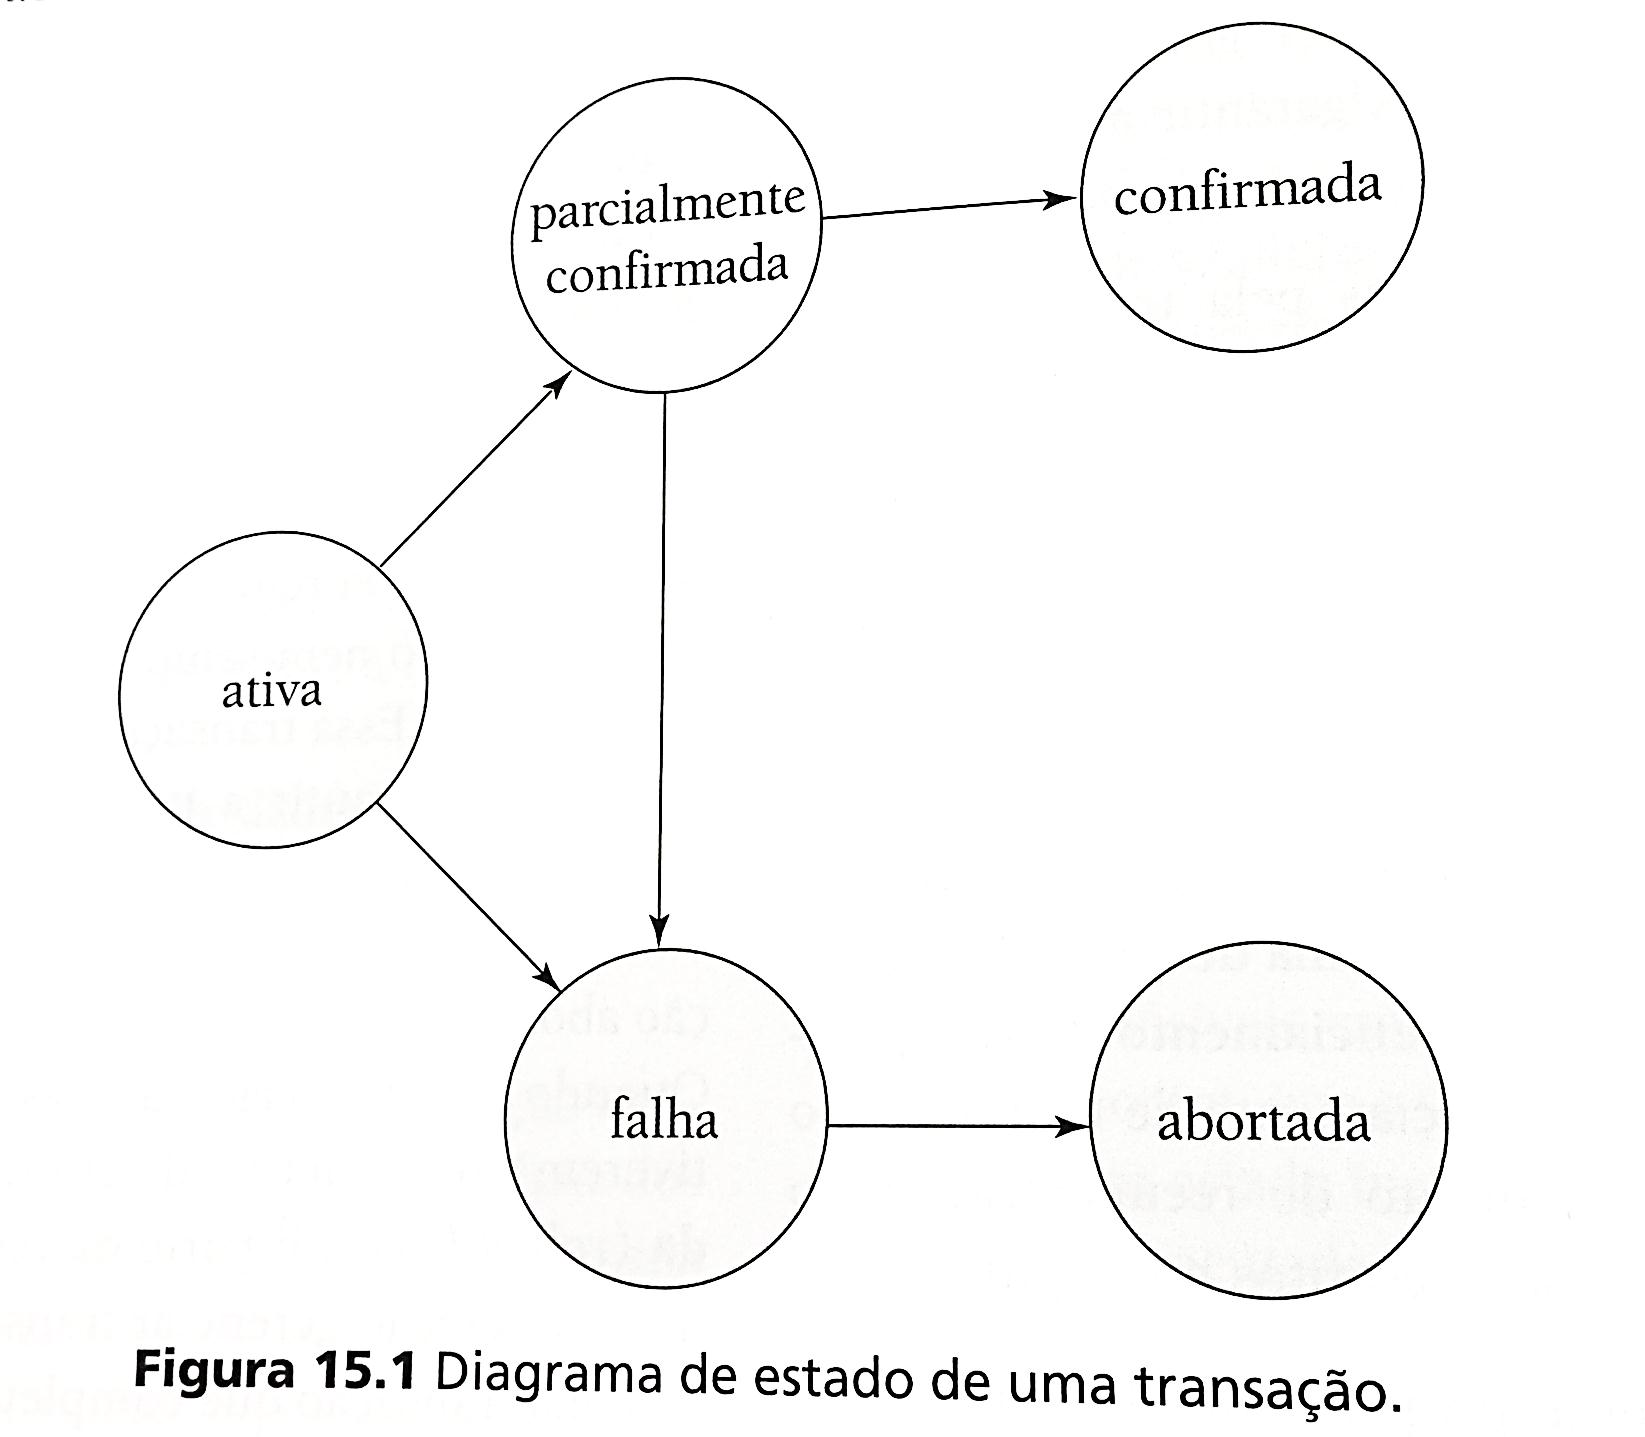 parcialmente
confirmada
confirmada
ativa
falha
abortada
Figura 15.1 Diagrama de estado de uma transação.